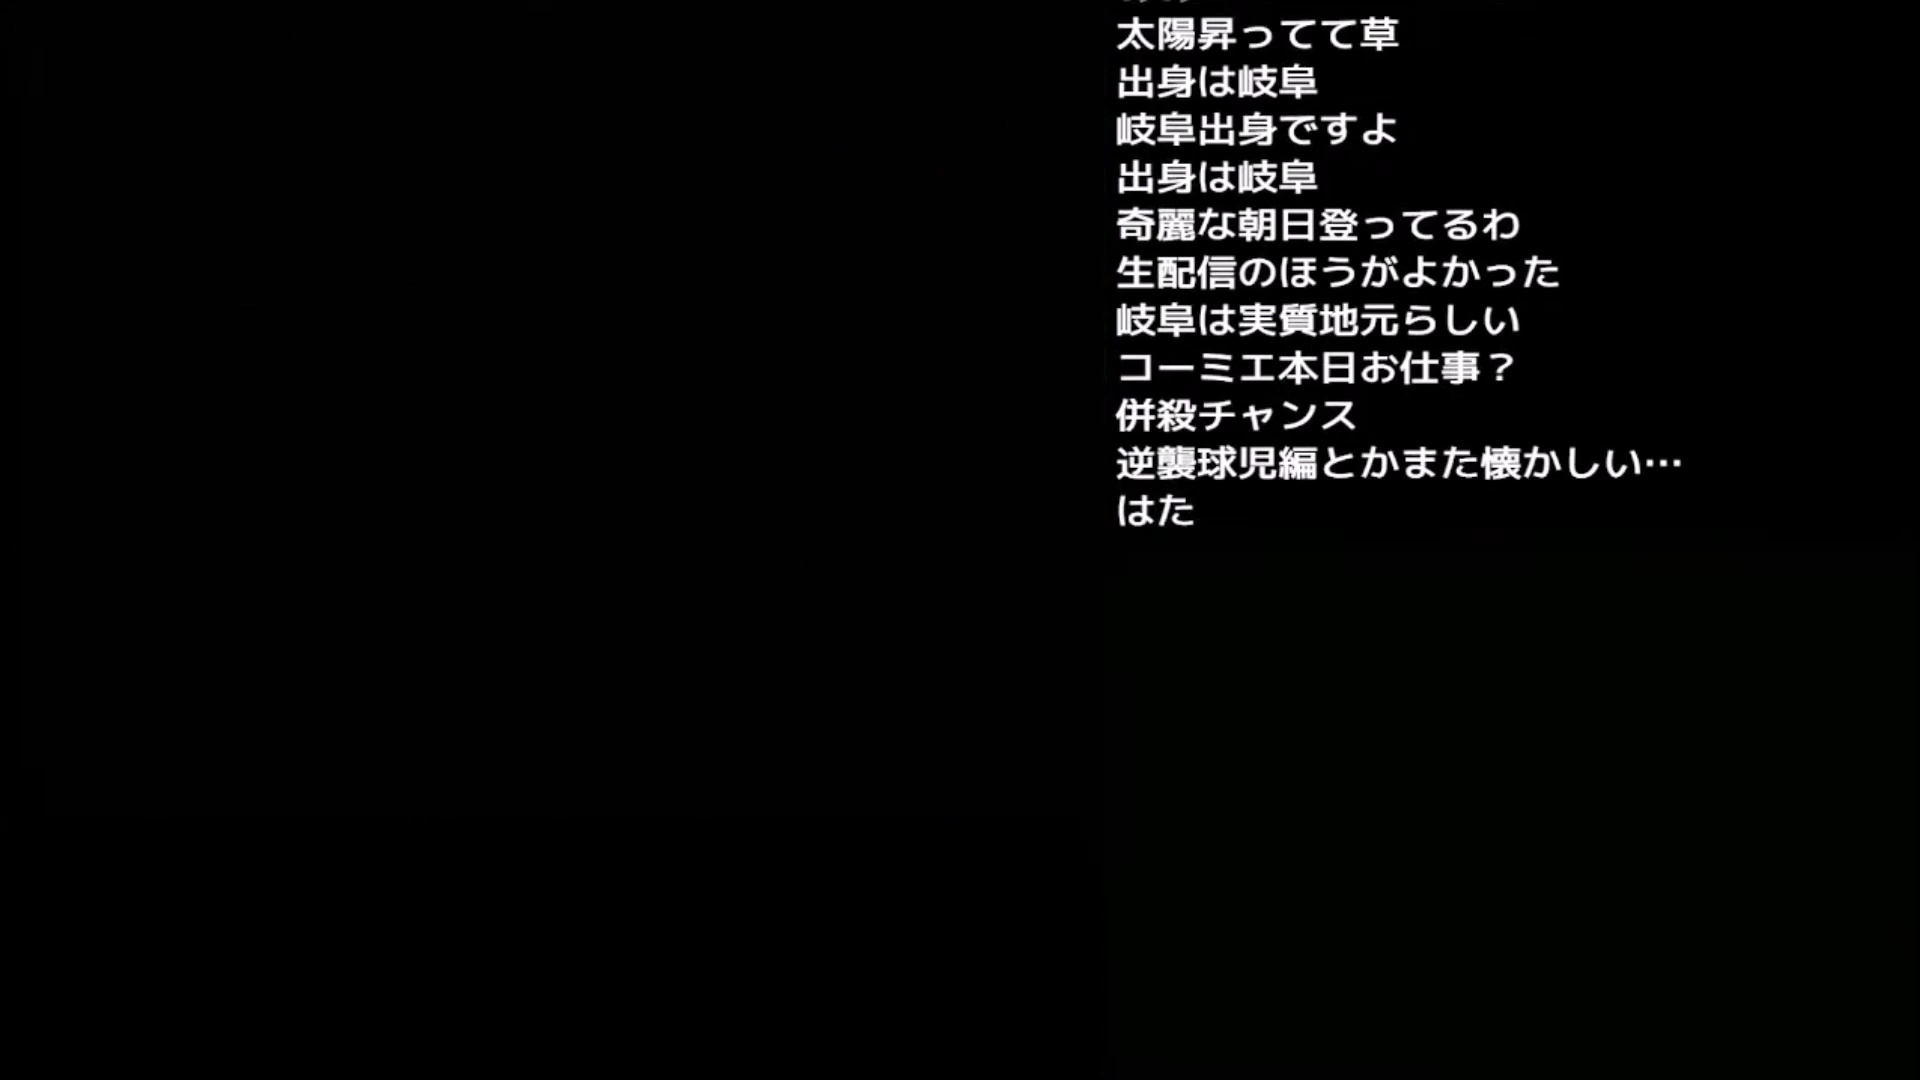 太陽昇ってて草
出身は岐阜
岐阜出身ですよ
出身は岐阜
奇麗な朝日登ってるわ
生配信のほうがよかった
岐阜は実質地元らしい
コーミエ本日お仕事？
併殺チャンス
逆襲球児編とかまた懐かしい…
はた